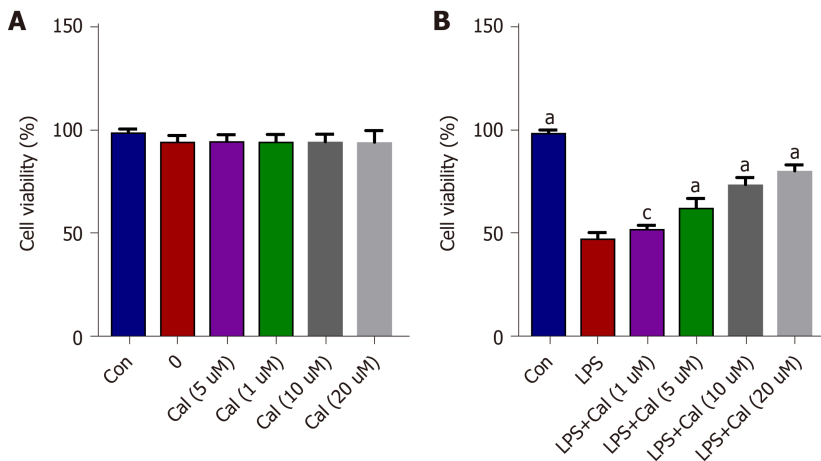 A
Cell viability (%)
150
100
50
0
Con
0
Cal (5 uM)
Cal (1 uM)
Cal (10 uM)
Cal (20 uM)
B
Cell viability (%)
150
100
50
0
a
c
a
a
a
Con
LPS
LPS+Cal (1 uM)
LPS+Cal (5 uM)
LPS+Cal (10 uM)
LPS+Cal (20 uM)